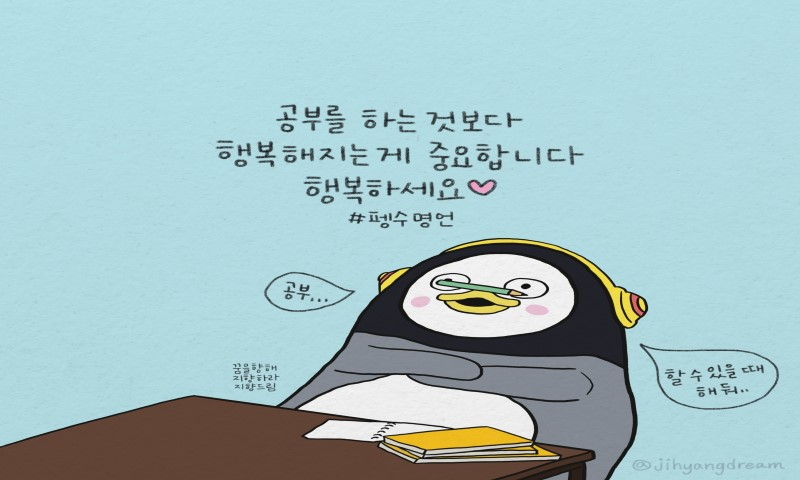 공부를 하는것보다
행복해지는게 중요합니다
행복하세요
#펭수명언
공부...
할 수 있을 때
해둬..
꿈을향해
지향하라
지향드림
@jihyangdream